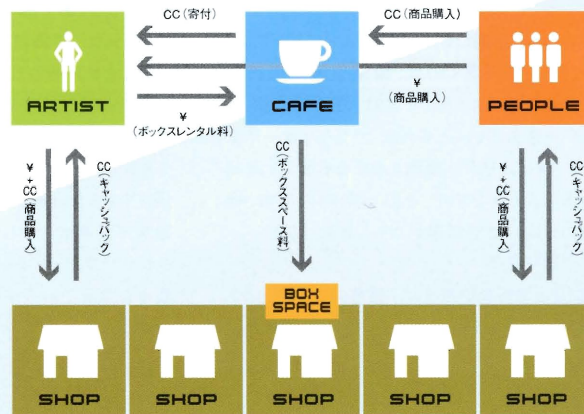 CC(寄付)
CC(商品購入)
ARTIST
CAFE
PEOPLE
¥
(ボックスレンタル料)
¥
(商品購入)
¥+CC(商品購入)
CC(キャッシュバック)
CC(ボックススペース料)
¥+CC(商品購入)
CC(キャッシュバック)
BOX
SPACE
SHOP
SHOP
SHOP
SHOP
SHOP